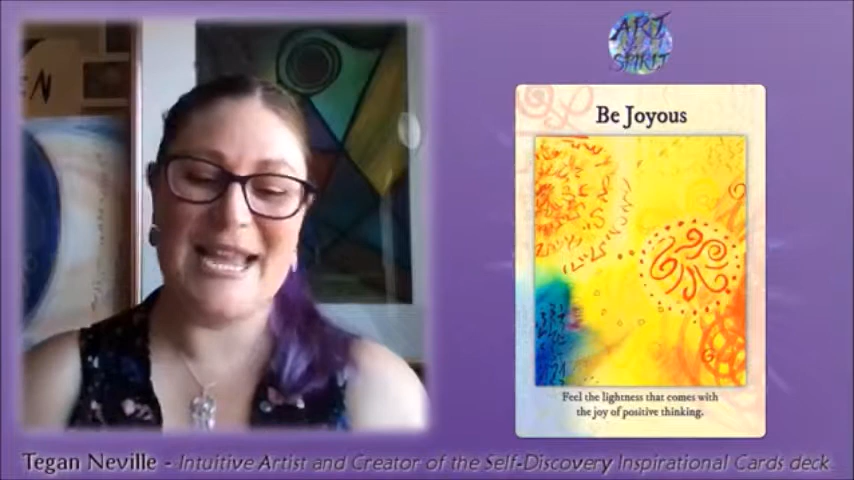 ART
SPIRIT
Be Joyous
Feel the lightness that comes with
the joy of positive thinking.
Tegan Neville - Intuitive Artist and Creator of the Self-Discovery Inspirational Cards deck